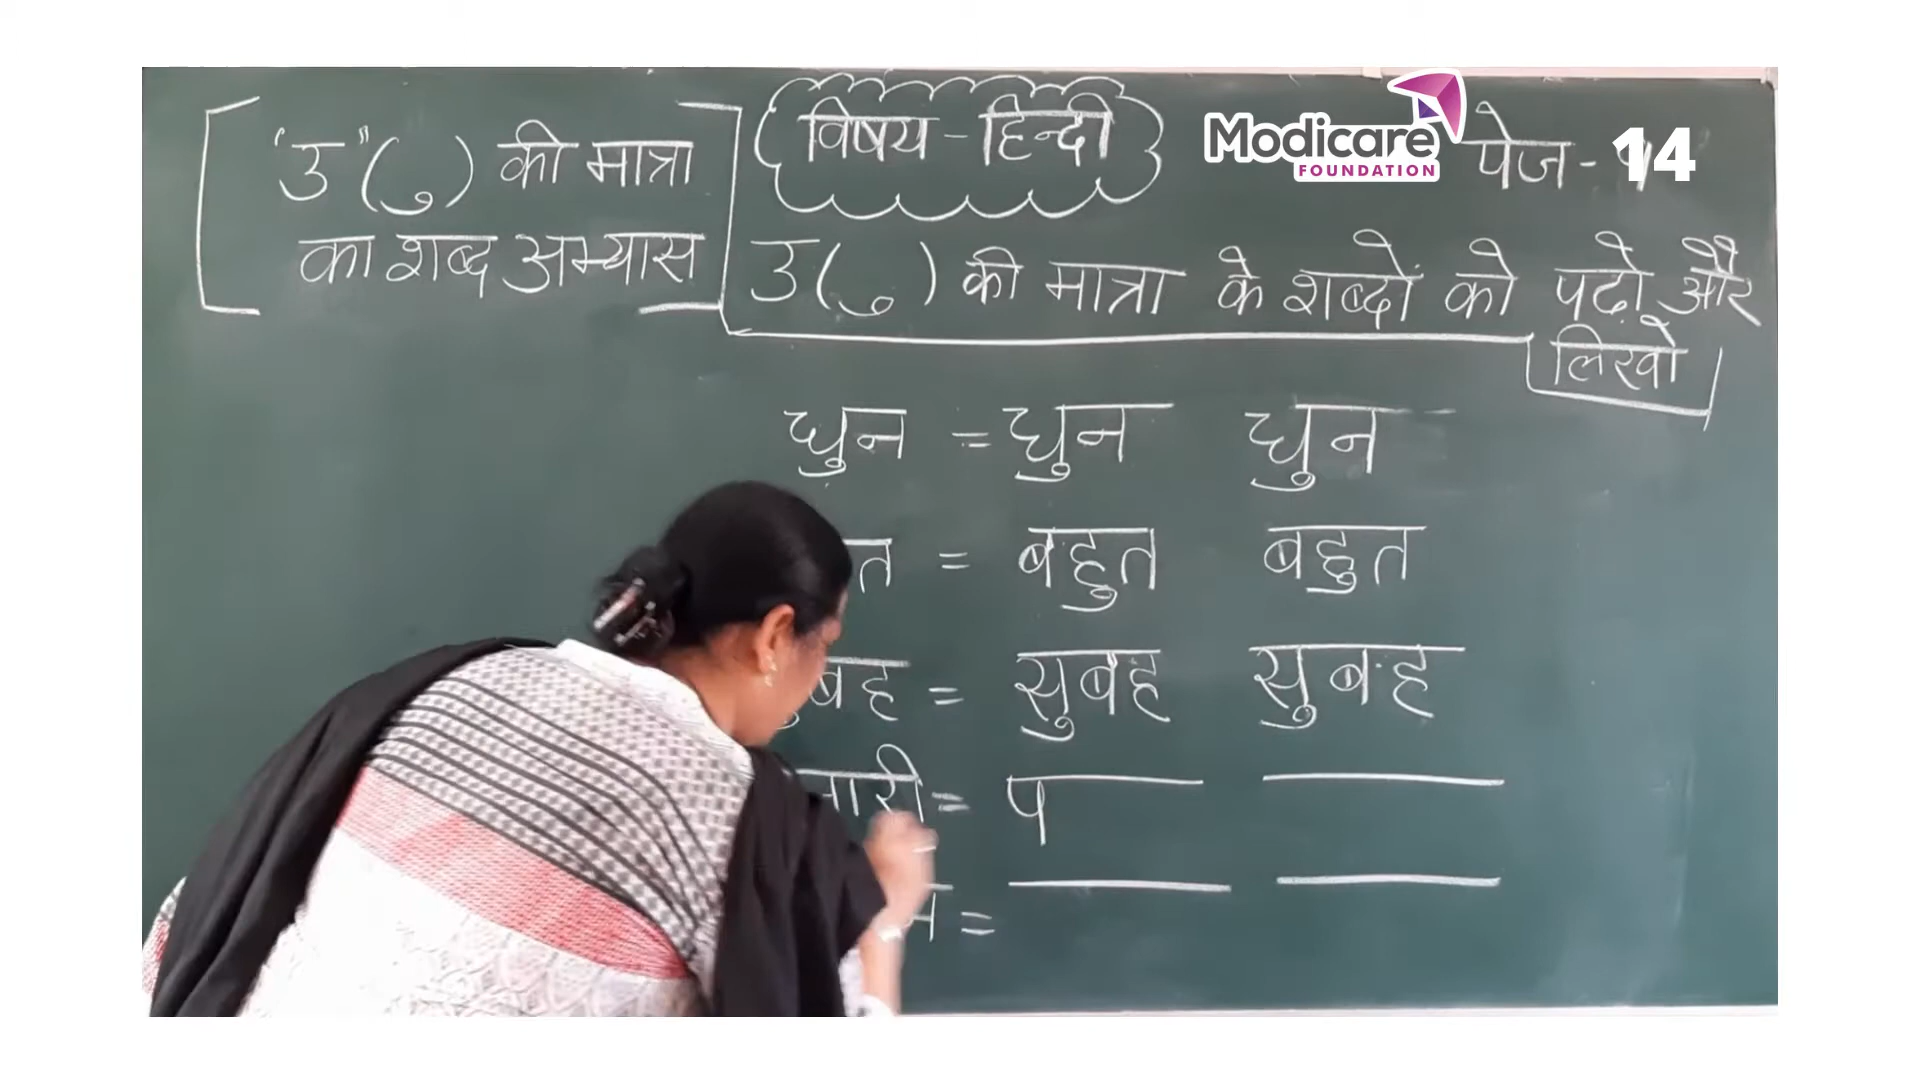 "उ" (ु) की मात्रा
का शब्द अभ्यास
विषय - हिन्दी
Modicare
FOUNDATION
पेज - 14
उ (ु) की मात्रा के शब्दों को पढ़ो और
लिखो
धुन = धुन धुन
त = बहुत बहुत
बह = सुबह सुबह
ारी = प
=